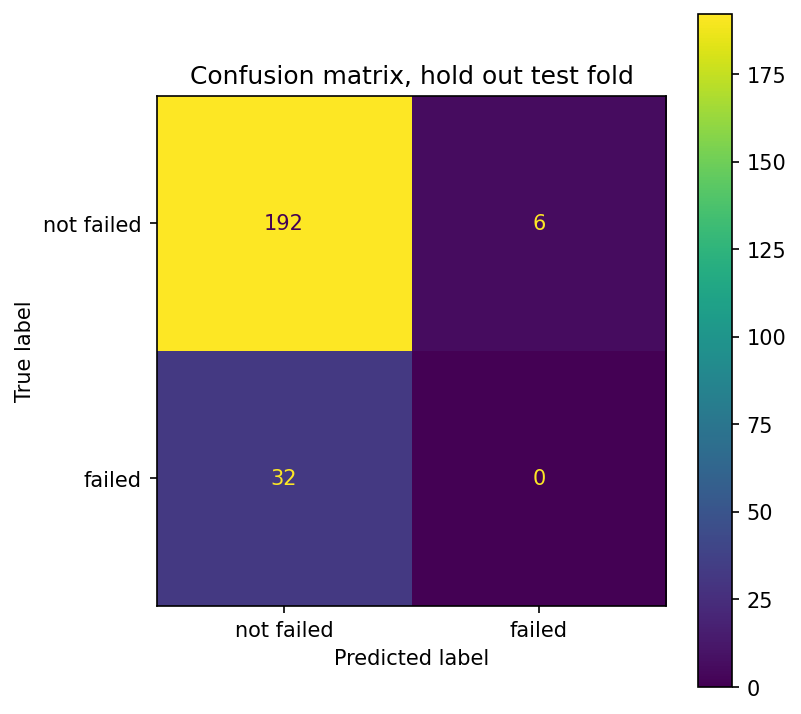 Confusion matrix, hold out test fold
True label
not failed
192
6
failed
32
0
not failed
failed
Predicted label
175
150
125
100
75
50
25
0